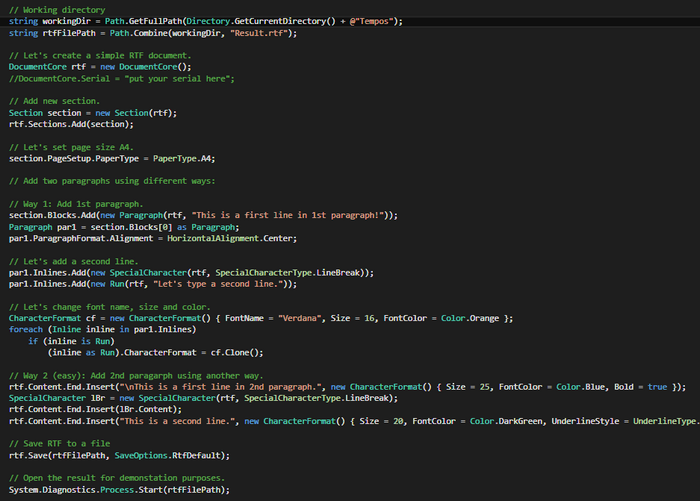 // Working directory
string workingDir = Path.GetFullPath(Directory.GetCurrentDirectory() + @"Tempos");
string rtfFilePath = Path.Combine(workingDir, "Result.rtf");
// Let's create a simple RTF document.
DocumentCore rtf = new DocumentCore();
//DocumentCore.Serial = "put your serial here";
// Add new section.
Section section = new Section(rtf);
rtf.Sections.Add(section);
// Let's set page size A4.
section.PageSetup.PaperType = PaperType.A4;
// Add two paragraphs using different ways:
// Way 1: Add 1st paragraph.
section.Blocks.Add(new Paragraph(rtf, "This is a first line in 1st paragraph!"));
Paragraph par1 = section.Blocks[0] as Paragraph;
par1.ParagraphFormat.Alignment = HorizontalAlignment.Center;
// Let's add a second line.
par1.Inlines.Add(new SpecialCharacter(rtf, SpecialCharacterType.LineBreak));
par1.Inlines.Add(new Run(rtf, "Let's type a second line."));
// Let's change font name, size and color.
CharacterFormat cf = new CharacterFormat() { FontName = "Verdana", Size = 16, FontColor = Color.Orange };
foreach (Inline inline in par1.Inlines)
if (inline is Run)
(inline as Run).CharacterFormat = cf.Clone();
// Way 2 (easy): Add 2nd paragarph using another way.
rtf.Content.End.Insert("\nThis is a first line in 2nd paragraph.", new CharacterFormat() { Size = 25, FontColor = Color.Blue, Bold = true });
SpecialCharacter lBr = new SpecialCharacter(rtf, SpecialCharacterType.LineBreak);
rtf.Content.End.Insert(lBr.Content);
rtf.Content.End.Insert("This is a second line.", new CharacterFormat() { Size = 20, FontColor = Color.DarkGreen, UnderlineStyle = UnderlineType.
// Save RTF to a file
rtf.Save(rtfFilePath, SaveOptions.RtfDefault);
// Open the result for demonstation purposes.
System.Diagnostics.Process.Start(rtfFilePath);